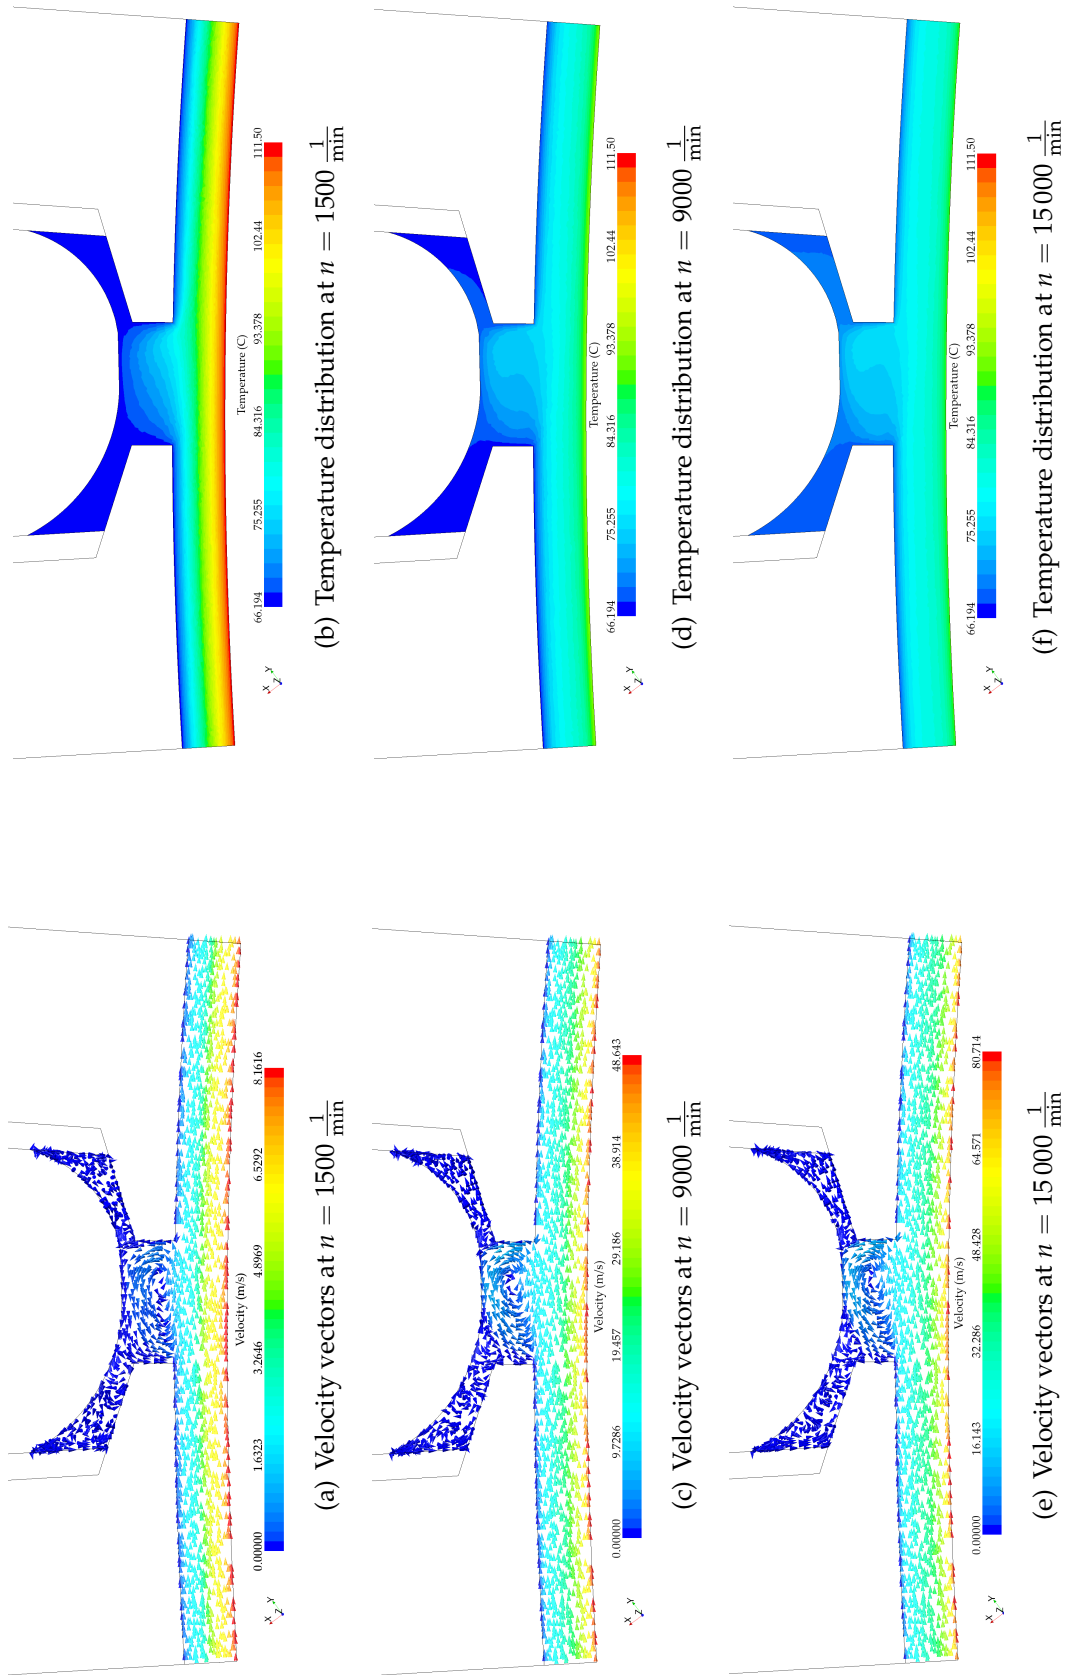 0.00000 1.6323 3.2646 4.8969 6.5292 8.1616
Velocity (m/s)
X Y Z
(a) Velocity vectors at n = 1500 1/min
66.194 75.255 84.316 93.378 102.44 111.50
Temperature (C)
X Y Z
(b) Temperature distribution at n = 1500 1/min
0.00000 9.7286 19.457 29.186 38.914 48.643
Velocity (m/s)
X Y Z
(c) Velocity vectors at n = 9000 1/min
66.194 75.255 84.316 93.378 102.44 111.50
Temperature (C)
X Y Z
(d) Temperature distribution at n = 9000 1/min
0.00000 16.143 32.286 48.428 64.571 80.714
Velocity (m/s)
X Y Z
(e) Velocity vectors at n = 15000 1/min
66.194 75.255 84.316 93.378 102.44 111.50
Temperature (C)
X Y Z
(f) Temperature distribution at n = 15000 1/min